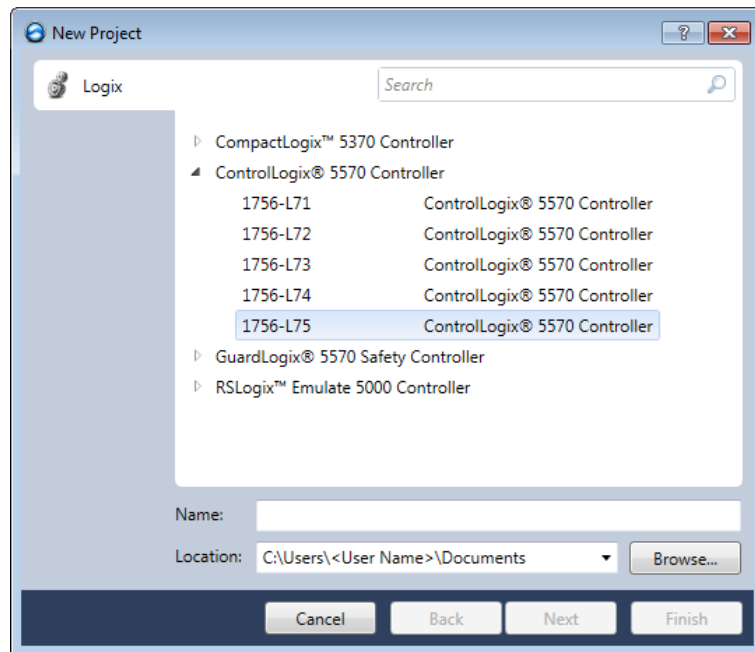 New Project
?
Logix
Search
CompactLogix™ 5370 Controller
ControlLogix® 5570 Controller
1756-L71 ControlLogix® 5570 Controller
1756-L72 ControlLogix® 5570 Controller
1756-L73 ControlLogix® 5570 Controller
1756-L74 ControlLogix® 5570 Controller
1756-L75 ControlLogix® 5570 Controller
GuardLogix® 5570 Safety Controller
RSLogix™ Emulate 5000 Controller
Name:
Location: C:\Users\<User Name>\Documents Browse...
Cancel Back Next Finish